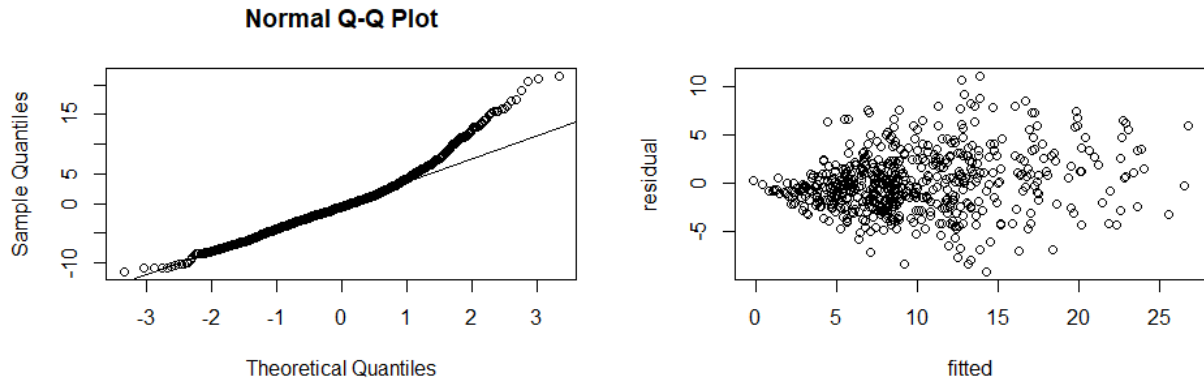 Normal Q-Q Plot
Sample Quantiles
-10 0 5 15
-3 -2 -1 0 1 2 3
Theoretical Quantiles
residual
-5 0 5 10
0 5 10 15 20 25
fitted